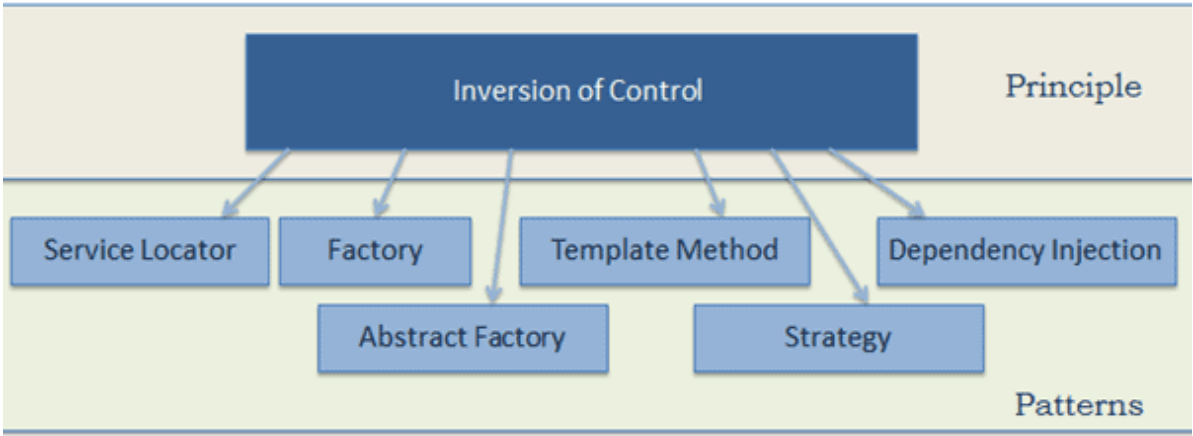 Inversion of Control
Principle
Service Locator
Factory
Template Method
Dependency Injection
Abstract Factory
Strategy
Patterns